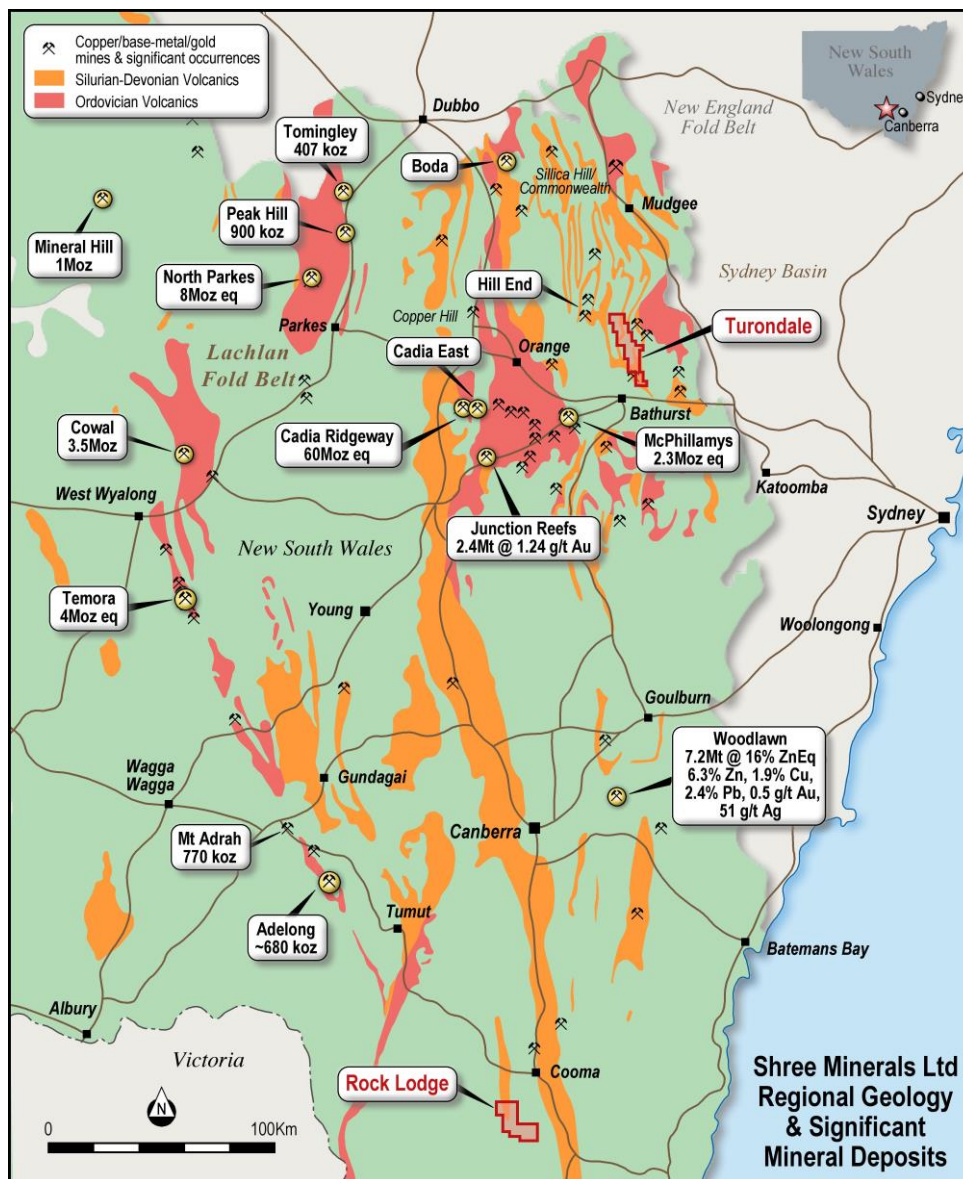 Copper/base-metal/gold
mines & significant occurrences
Silurian-Devonian Volcanics
Ordovician Volcanics
New South
Wales
Sydney
Canberra
Dubbo
New England
Fold Belt
Tomingley
407 koz
Boda
Sillica Hill/
Commonwealth
Mudgee
Peak Hill
900 koz
Mineral Hill
1Moz
North Parkes
8Moz eq
Hill End
Sydney Basin
Parkes
Copper Hill
Turondale
Lachlan
Fold Belt
Cadia East
Orange
Bathurst
Cowal
3.5Moz
Cadia Ridgeway
60Moz eq
McPhillamys
2.3Moz eq
Katoomba
West Wyalong
Sydney
Junction Reefs
2.4Mt @ 1.24 g/t Au
New South Wales
Temora
4Moz eq
Young
Woolongong
Goulburn
Woodlawn
7.2Mt @ 16% ZnEq
6.3% Zn, 1.9% Cu,
2.4% Pb, 0.5 g/t Au,
51 g/t Ag
Wagga
Wagga
Gundagai
Canberra
Mt Adrah
770 koz
Adelong
~680 koz
Tumut
Batemans Bay
Albury
Victoria
Cooma
Rock Lodge
N
0
100Km
Shree Minerals Ltd
Regional Geology
& Significant
Mineral Deposits